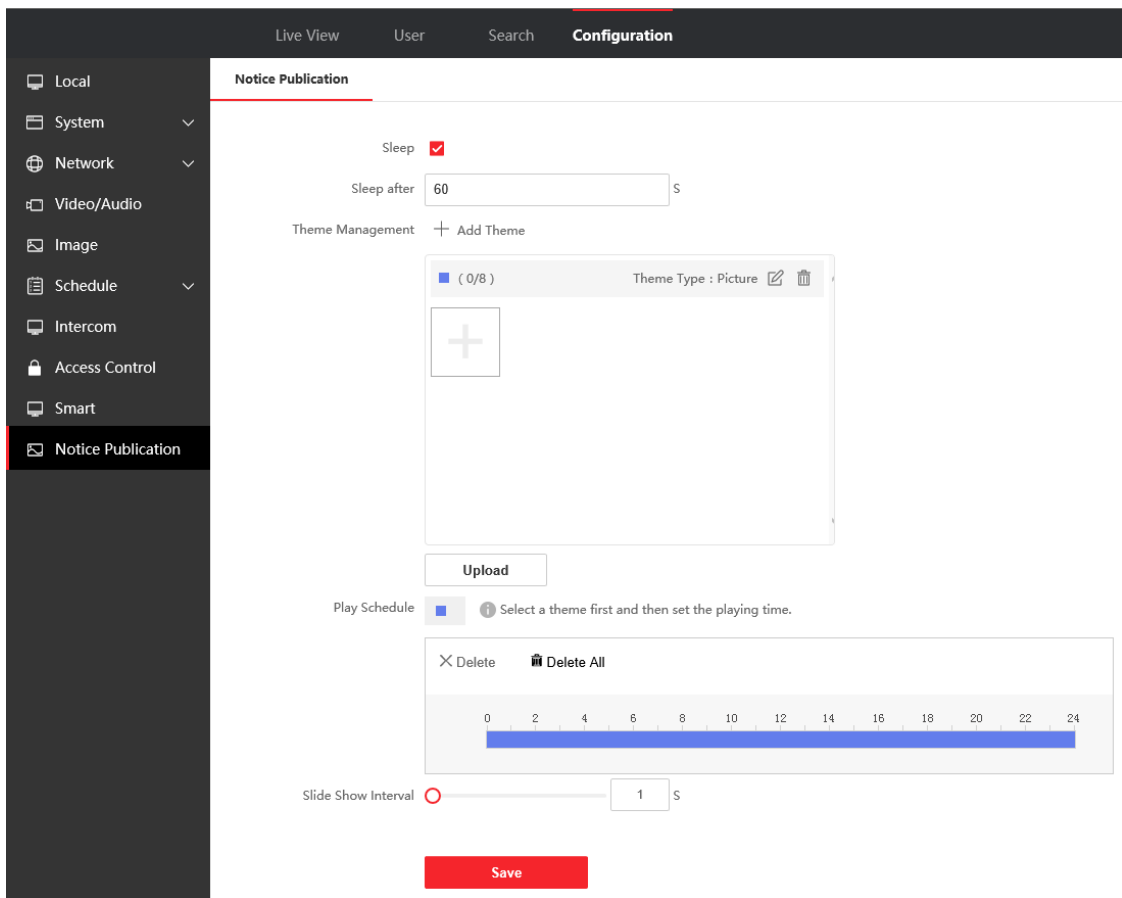 Live View User Search Configuration
Local
System
Network
Video/Audio
Image
Schedule
Intercom
Access Control
Smart
Notice Publication
Notice Publication
Sleep
Sleep after 60 S
Theme Management Add Theme
( 0/8 ) Theme Type : Picture
Upload
Play Schedule Select a theme first and then set the playing time.
Delete Delete All
0 2 4 6 8 10 12 14 16 18 20 22 24
Slide Show Interval 1 S
Save